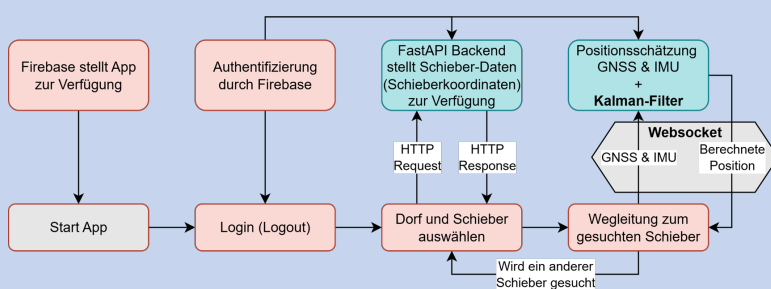 Firebase stellt App
zur Verfügung
Authentifizierung
durch Firebase
FastAPI Backend
stellt Schieber-Daten
(Schieberkoordinaten)
zur Verfügung
Positionsschätzung
GNSS & IMU
+
Kalman-Filter
Websocket
HTTP
Request
HTTP
Response
GNSS & IMU
Berechnete
Position
Start App
Login (Logout)
Dorf und Schieber
auswählen
Wegleitung zum
gesuchten Schieber
Wird ein anderer
Schieber gesucht